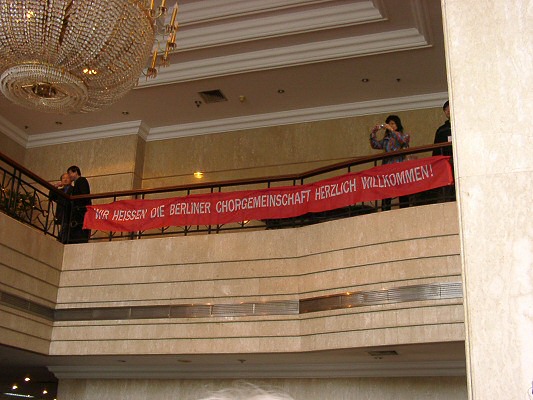 WIR HEISSEN DIE BERLINER CHORGEMEINSCHAFT HERZLICH WILLKOMMEN!